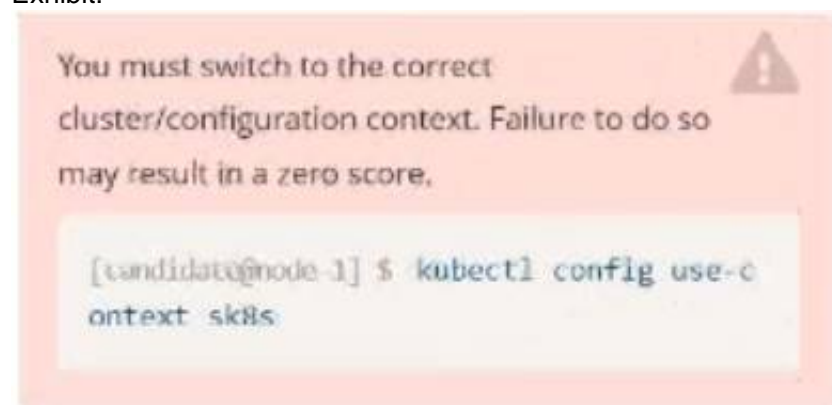 Exhibit:
You must switch to the correct
cluster/configuration context. Failure to do so
may result in a zero score.
[candidate@node-1] $ kubectl config use-c
ontext sk8s